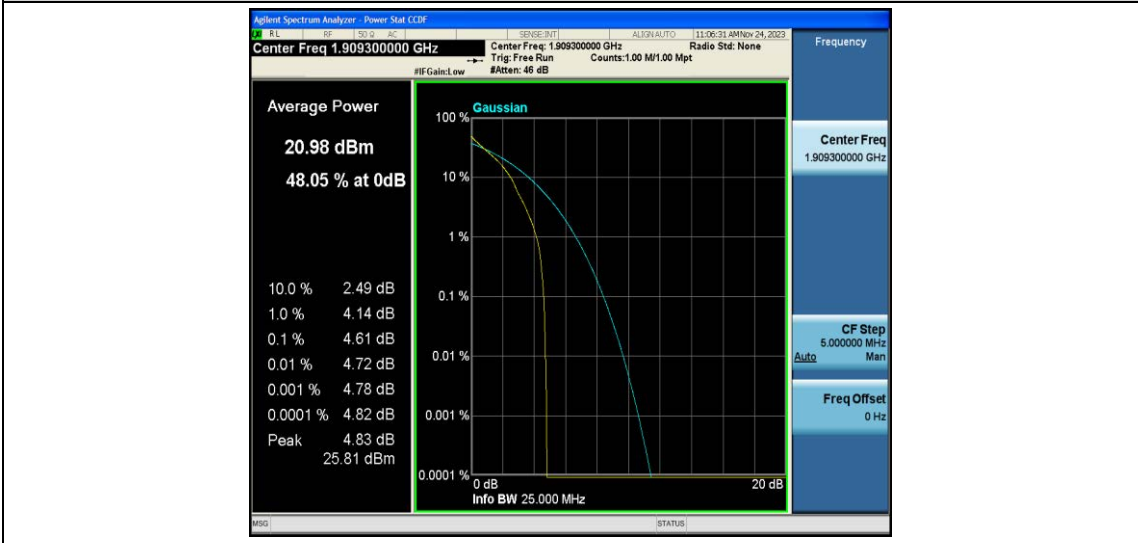 Agilent Spectrum Analyzer - Power Stat CCDF
RL RF 50 Ω AC SENSE:INT ALIGN AUTO 11:06:31 AM Nov 24, 2023
Center Freq 1.909300000 GHz
Center Freq: 1.909300000 GHz Radio Std: None
Trig: Free Run Counts:1.00 M/1.00 Mpt
#IFGain:Low #Atten: 46 dB
Frequency
Average Power
20.98 dBm
48.05 % at 0dB
10.0 % 2.49 dB
1.0 % 4.14 dB
0.1 % 4.61 dB
0.01 % 4.72 dB
0.001 % 4.78 dB
0.0001 % 4.82 dB
Peak 4.83 dB
25.81 dBm
Gaussian
100 %
10 %
1 %
0.1 %
0.01 %
0.001 %
0.0001 %
0 dB 20 dB
Info BW 25.000 MHz
Center Freq
1.909300000 GHz
CF Step
5.000000 MHz
Auto Man
Freq Offset
0 Hz
MSG STATUS